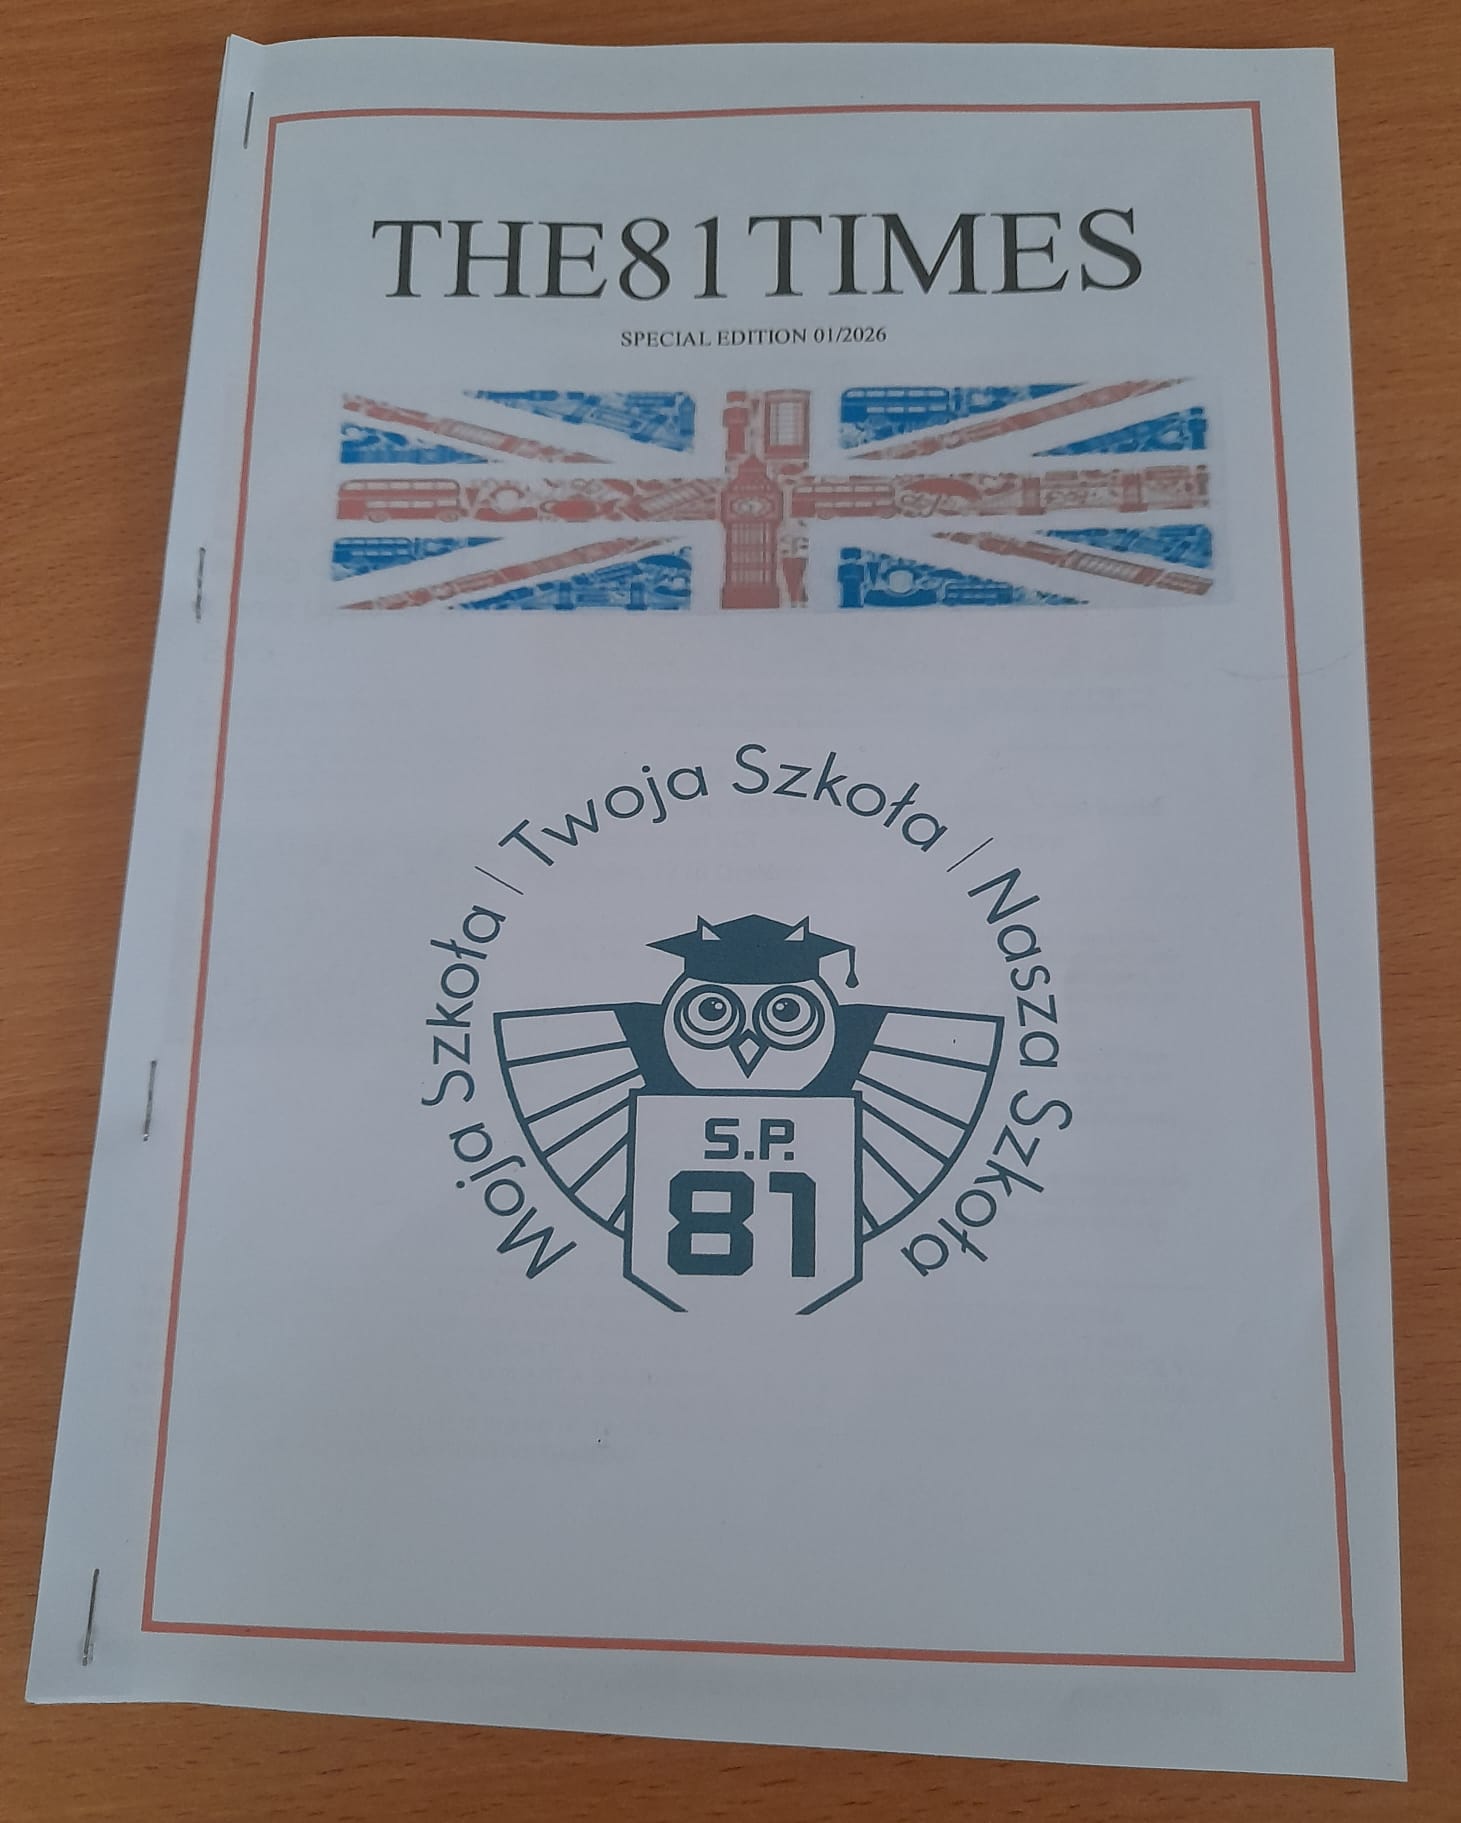 THE81TIMES
SPECIAL EDITION 01/2026
Moja Szkoła / Twoja Szkoła / Nasza Szkoła
S.P.
81